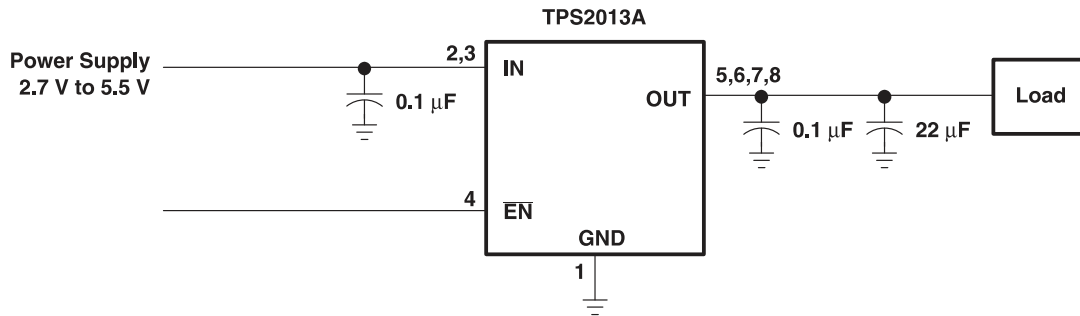 TPS2013A
Power Supply
2.7 V to 5.5 V
2,3
IN
0.1 μF
5,6,7,8
OUT
Load
0.1 μF
22 μF
4
E̅N̅
GND
1